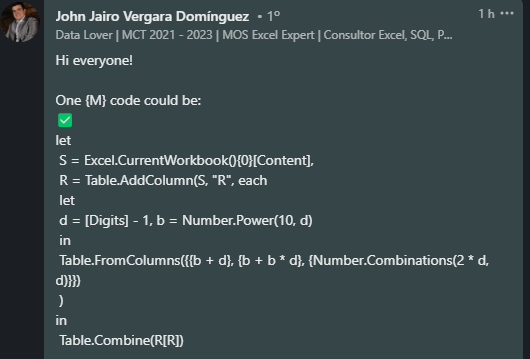 John Jairo Vergara Domínguez • 1º
1 h •••
Data Lover | MCT 2021 - 2023 | MOS Excel Expert | Consultor Excel, SQL, P...
Hi everyone!
One {M} code could be:
✅
let
S = Excel.CurrentWorkbook(){0}[Content],
R = Table.AddColumn(S, "R", each
let
d = [Digits] - 1, b = Number.Power(10, d)
in
Table.FromColumns({{b + d}, {b + b * d}, {Number.Combinations(2 * d,
d)}})
)
in
Table.Combine(R[R])